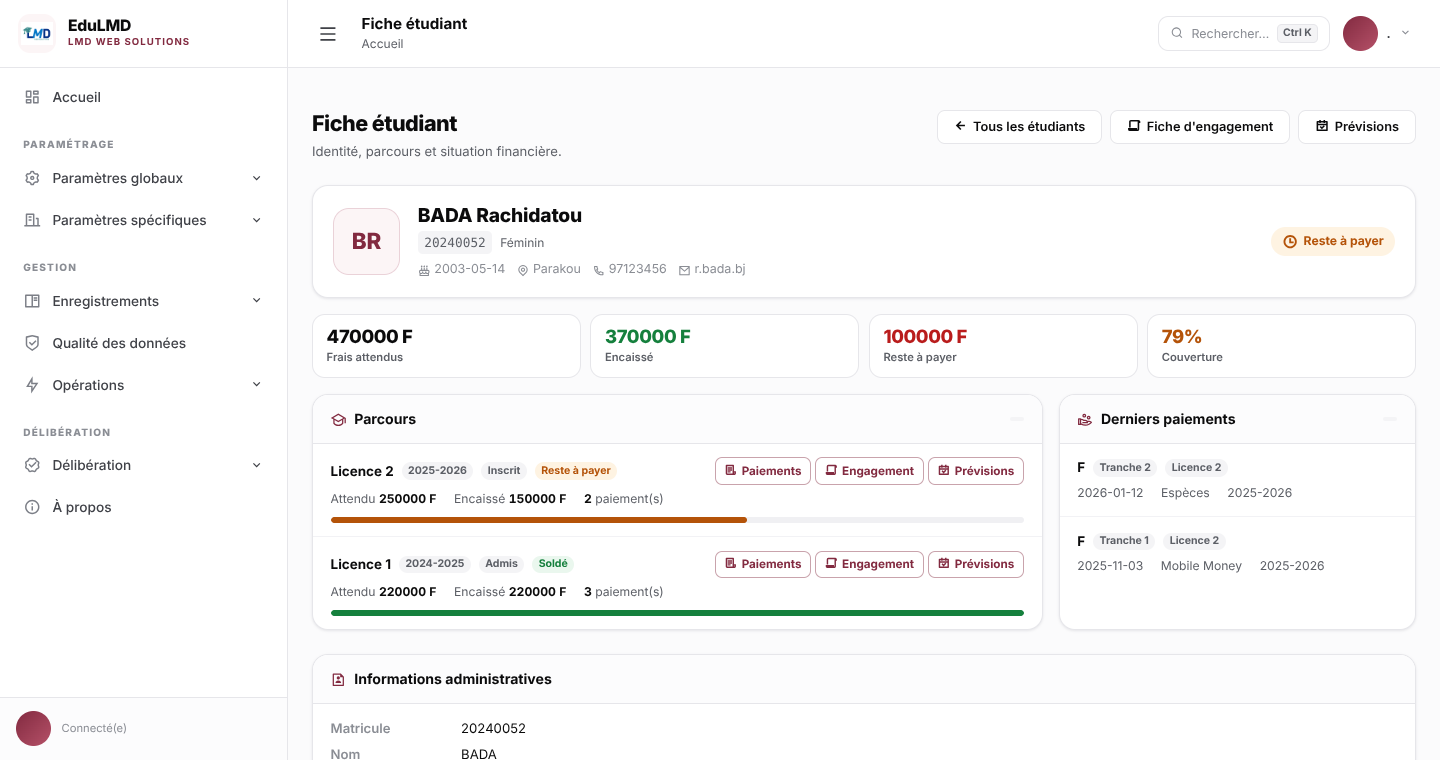 LMD
EduLMD
LMD WEB SOLUTIONS
Accueil
PARAMÉTRAGE
Paramètres globaux
Paramètres spécifiques
GESTION
Enregistrements
Qualité des données
Opérations
DÉLIBÉRATION
Délibération
À propos
Connecté(e)
Fiche étudiant
Accueil
Rechercher... Ctrl K .
Fiche étudiant
Identité, parcours et situation financière.
Tous les étudiants Fiche d'engagement Prévisions
BR
BADA Rachidatou
20240052 Féminin
2003-05-14 Parakou 97123456 r.bada.bj
Reste à payer
470000 F
Frais attendus
370000 F
Encaissé
100000 F
Reste à payer
79%
Couverture
Parcours
Licence 2 2025-2026 Inscrit Reste à payer Paiements Engagement Prévisions
Attendu 250000 F Encaissé 150000 F 2 paiement(s)
Licence 1 2024-2025 Admis Soldé Paiements Engagement Prévisions
Attendu 220000 F Encaissé 220000 F 3 paiement(s)
Derniers paiements
F Tranche 2 Licence 2
2026-01-12 Espèces 2025-2026
F Tranche 1 Licence 2
2025-11-03 Mobile Money 2025-2026
Informations administratives
Matricule 20240052
Nom BADA